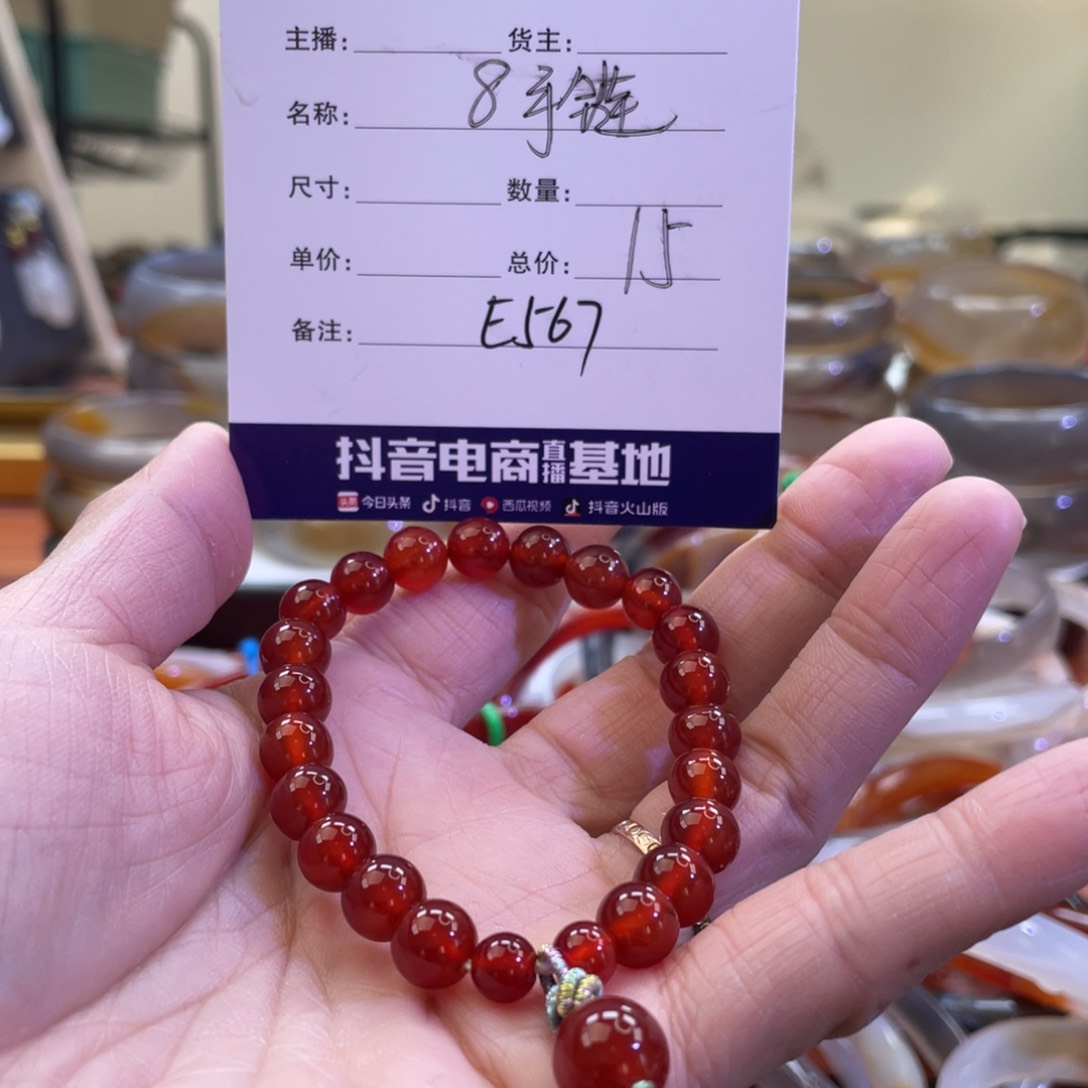 主播： 货主：
名称： 8手链
尺寸： 数量：
单价： 总价： 15
备注： E567
抖音电商直播基地
头条 今日头条 抖音 西瓜视频 抖音火山版